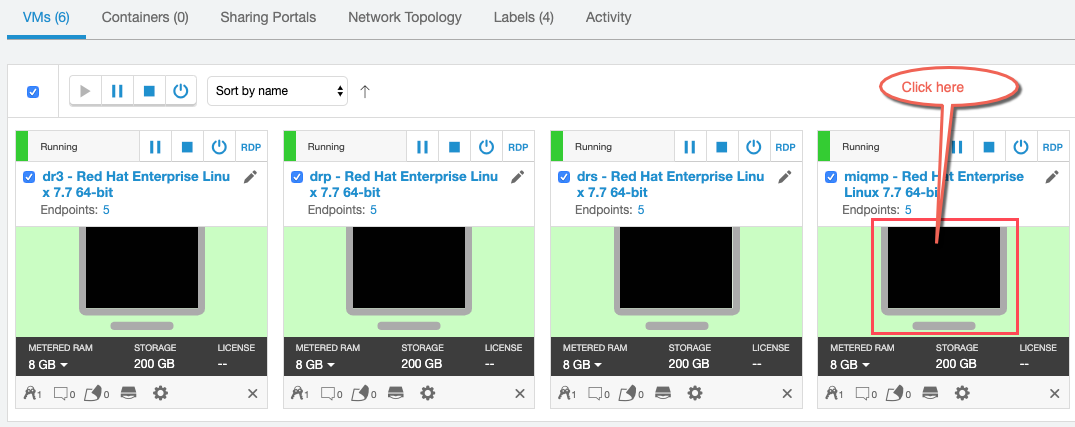 VMs (6) Containers (0) Sharing Portals Network Topology Labels (4) Activity
Sort by name
Click here
Running RDP Running RDP Running RDP Running RDP
dr3 - Red Hat Enterprise Linu
x 7.7 64-bit
Endpoints: 5
drp - Red Hat Enterprise Linu
x 7.7 64-bit
Endpoints: 5
drs - Red Hat Enterprise Linu
x 7.7 64-bit
Endpoints: 5
miqmp - Red Hat Enterprise
Linux 7.7 64-bit
Endpoints: 5
METERED RAM STORAGE LICENSE
8 GB 200 GB --
METERED RAM STORAGE LICENSE
8 GB 200 GB --
METERED RAM STORAGE LICENSE
8 GB 200 GB --
METERED RAM STORAGE LICENSE
8 GB 200 GB --
1 0 0
1 0 0
1 0 0
1 0 0